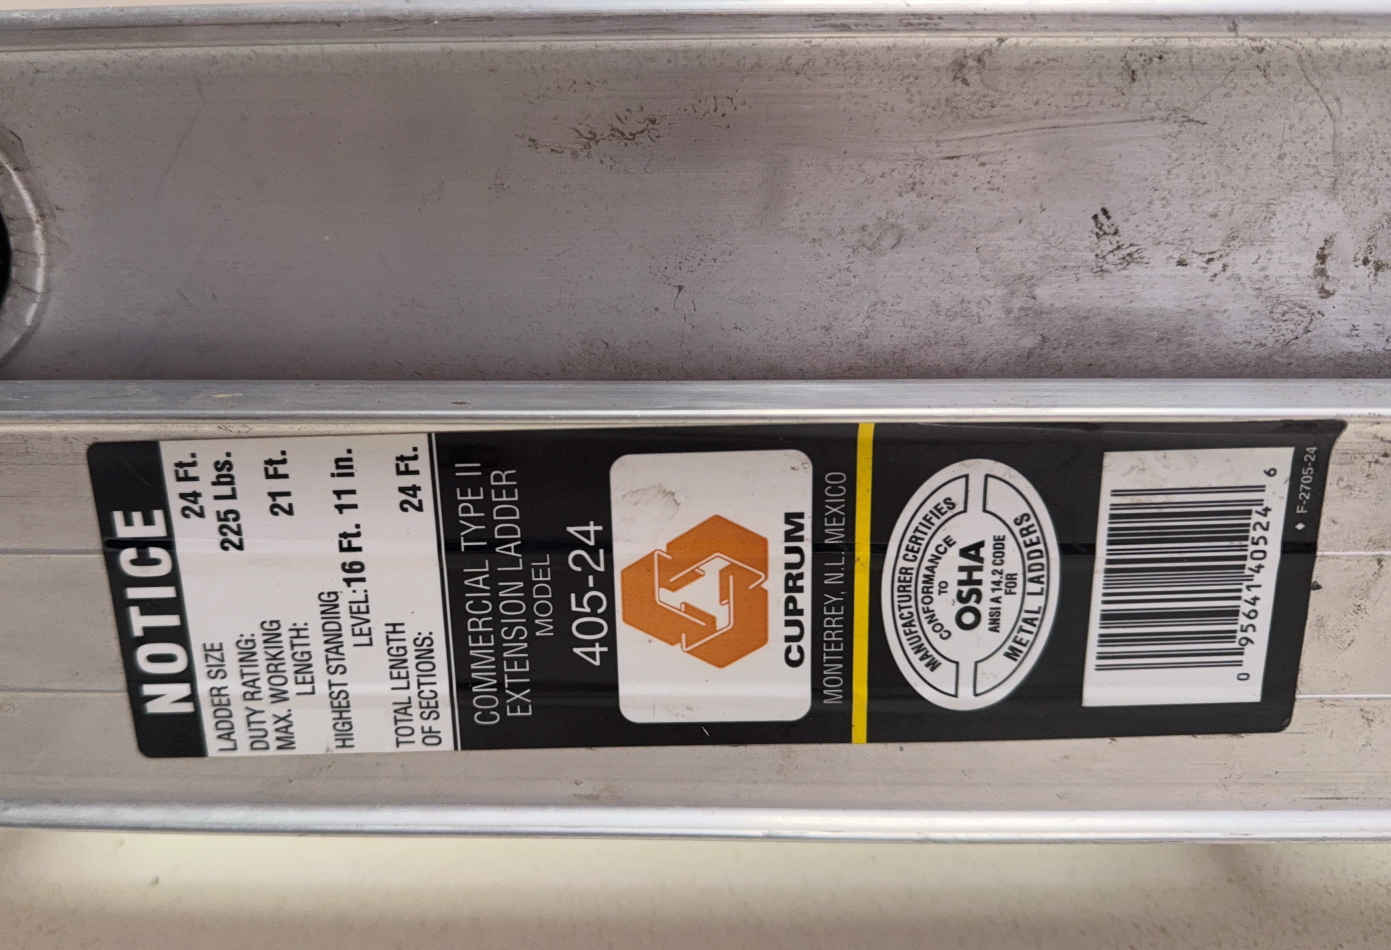 NOTICE
LADDER SIZE 24 Ft.
DUTY RATING: 225 Lbs.
MAX. WORKING
LENGTH: 21 Ft.
HIGHEST STANDING
LEVEL:16 Ft. 11 in.
TOTAL LENGTH
OF SECTIONS: 24 Ft.
COMMERCIAL TYPE II
EXTENSION LADDER
MODEL
405-24
CUPRUM
MONTERREY, N.L. MEXICO
MANUFACTURER CERTIFIES
CONFORMANCE
TO
OSHA
ANSI A 14.2 CODE
FOR
METAL LADDERS
0 95641 40524 6
♦ F-2705-24